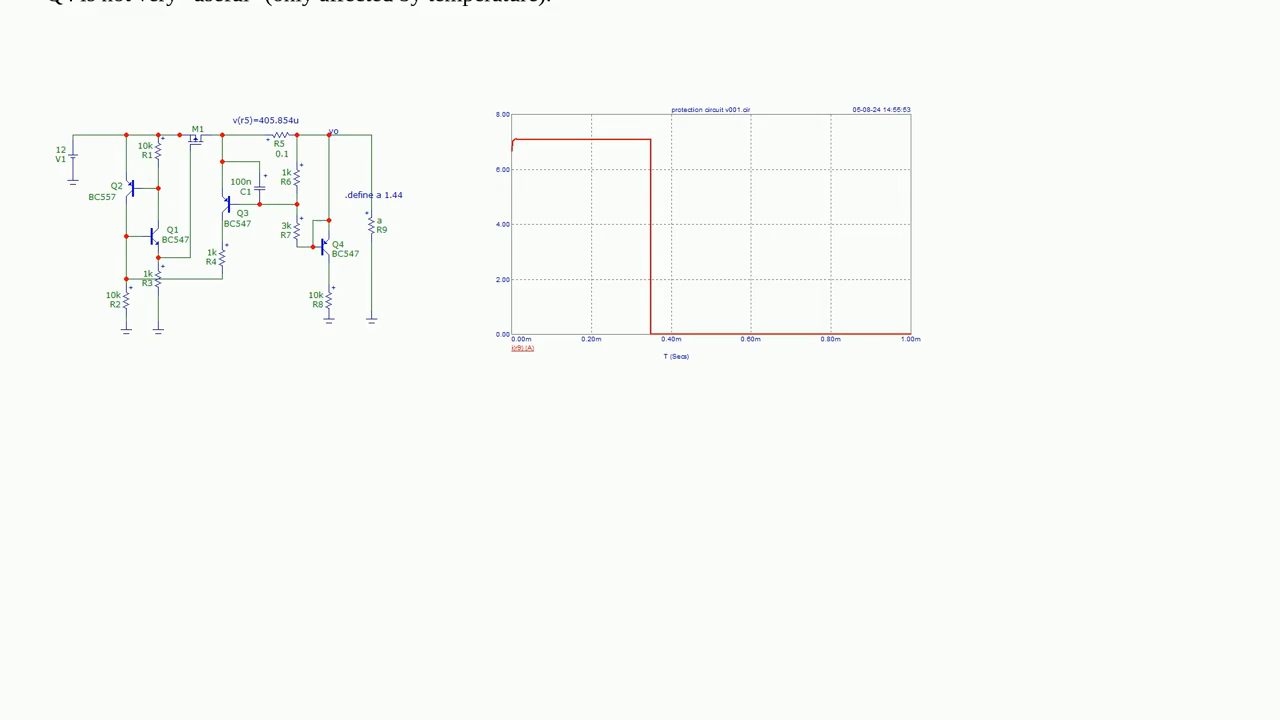 Q4 is not very "useful" (only affected by temperature).
v(r5)=405.854u
M1
vo
R5
0.1
10k
R1
12
V1
Q2
BC557
100n
C1
1k
R6
.define a 1.44
Q3
BC547
Q1
BC547
3k
R7
a
R9
Q4
BC547
1k
R4
1k
R3
10k
R2
10k
R8
protection circuit v001.cir
05-08-24 14:55:53
8.00
6.00
4.00
2.00
0.00
0.00m
0.20m
0.40m
0.60m
0.80m
1.00m
i(r9) (A)
T (Secs)